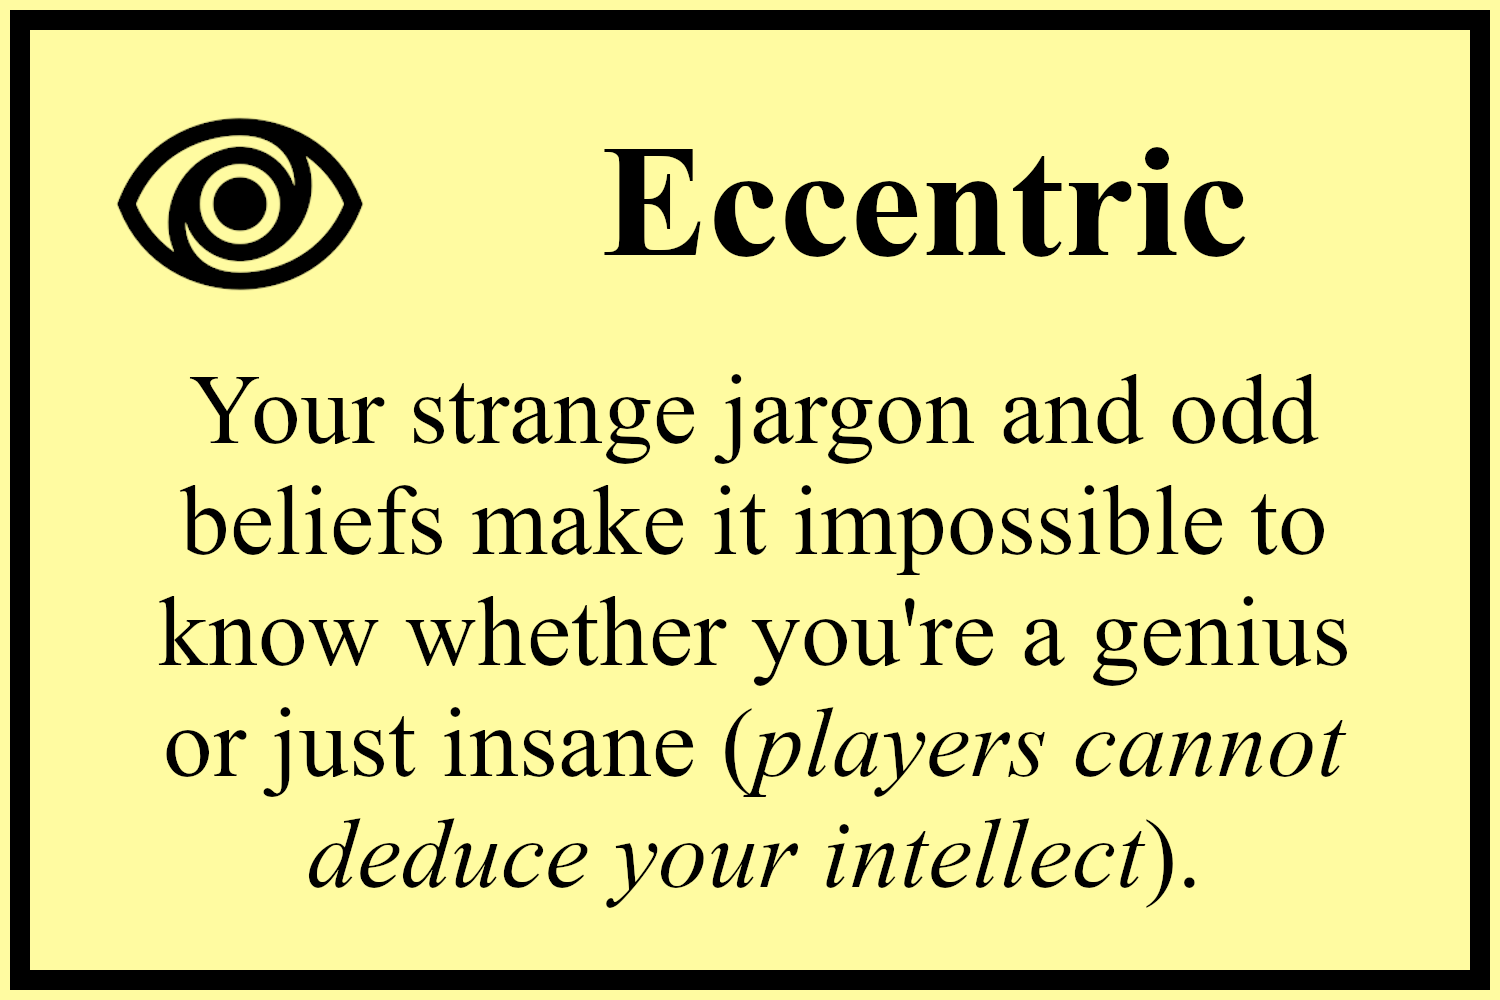 Eccentric
Your strange jargon and odd
beliefs make it impossible to
know whether you're a genius
or just insane (players cannot
deduce your intellect).